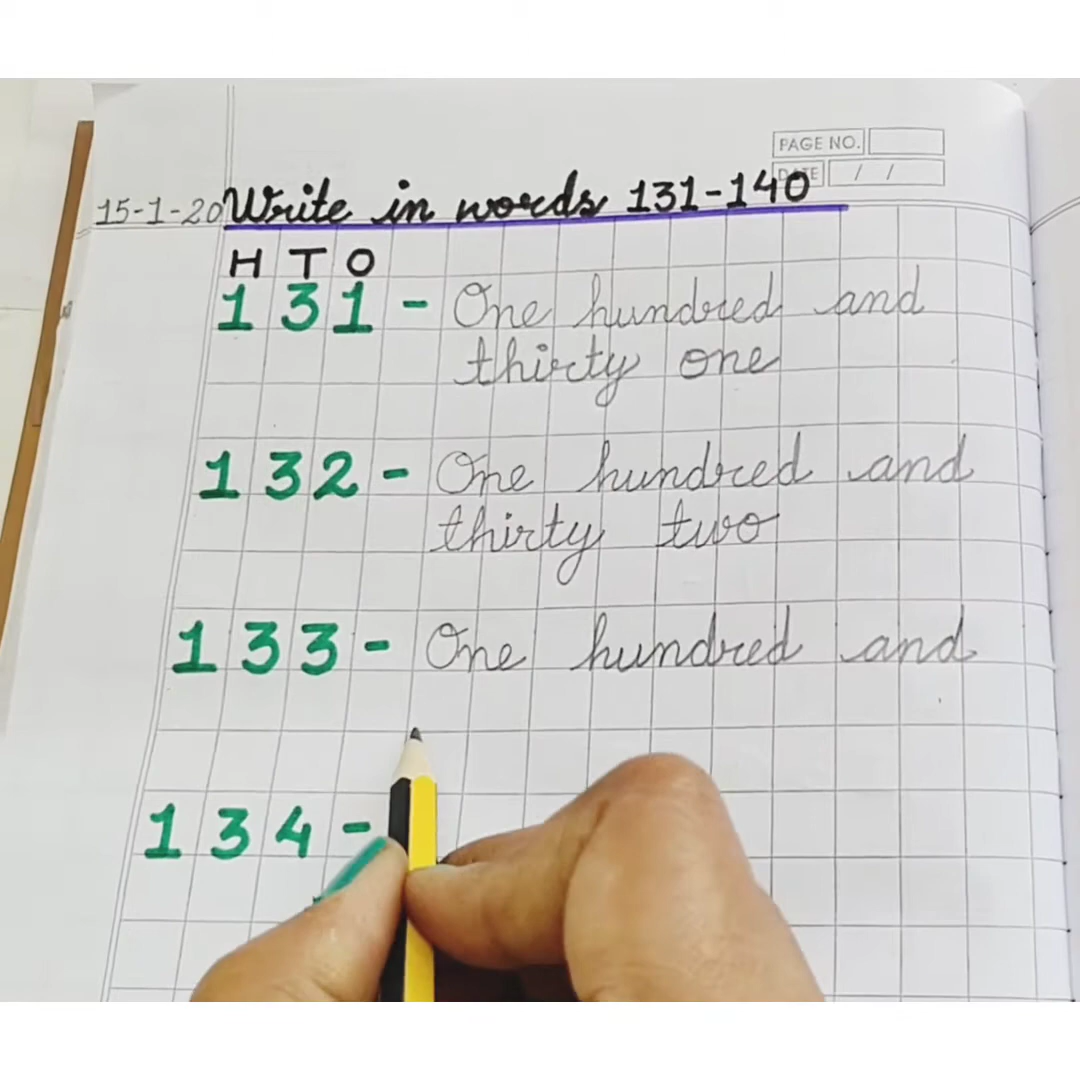 PAGE NO.
DATE / /
15-1-20 Write in words 131-140
H T O
131 - One hundred and
thirty one
132 - One hundred and
thirty two
133 - One hundred and
134 -